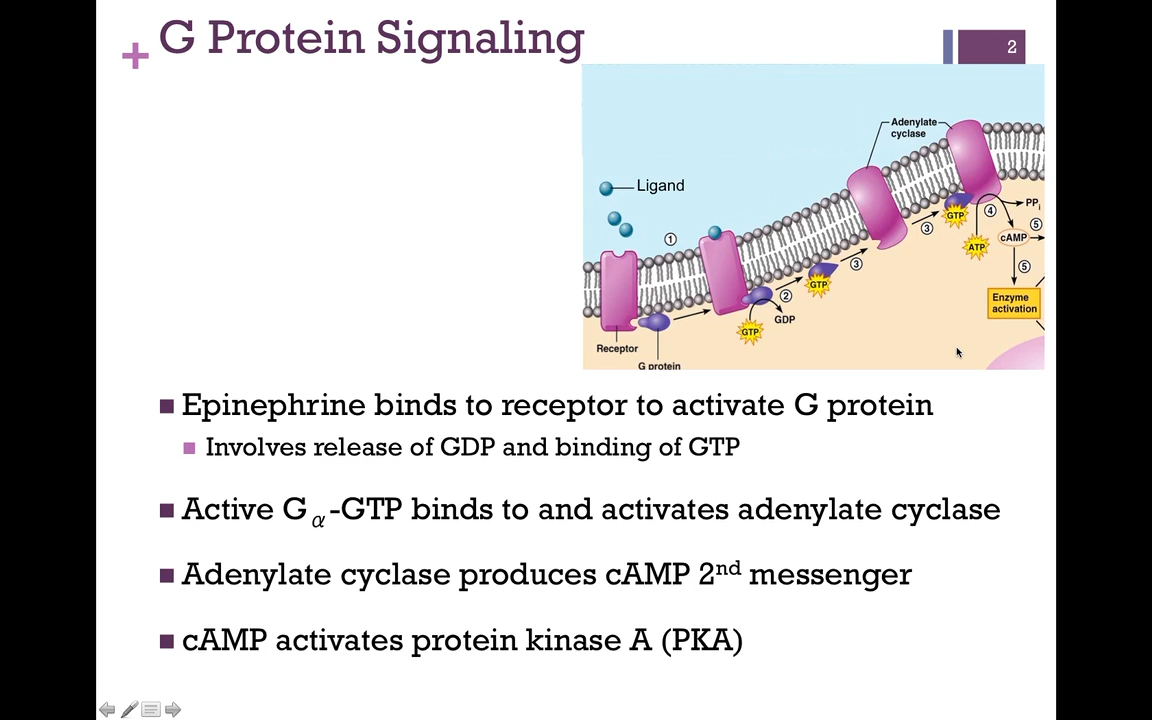 + G Protein Signaling
2
Adenylate
cyclase
Ligand
1
GTP
4
PPi
5
3
ATP
cAMP
3
5
GTP
2
Enzyme
activation
GDP
GTP
Receptor
G protein
Epinephrine binds to receptor to activate G protein
Involves release of GDP and binding of GTP
Active Gα-GTP binds to and activates adenylate cyclase
Adenylate cyclase produces cAMP 2nd messenger
cAMP activates protein kinase A (PKA)